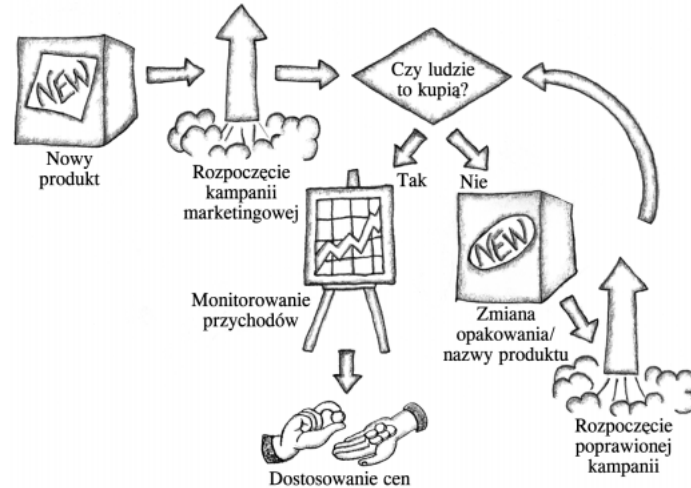 NEW
Nowy
produkt
Rozpoczęcie
kampanii
marketingowej
Czy ludzie
to kupią?
Tak
Nie
Monitorowanie
przychodów
Dostosowanie cen
NEW
Zmiana
opakowania/
nazwy produktu
Rozpoczęcie
poprawionej
kampanii